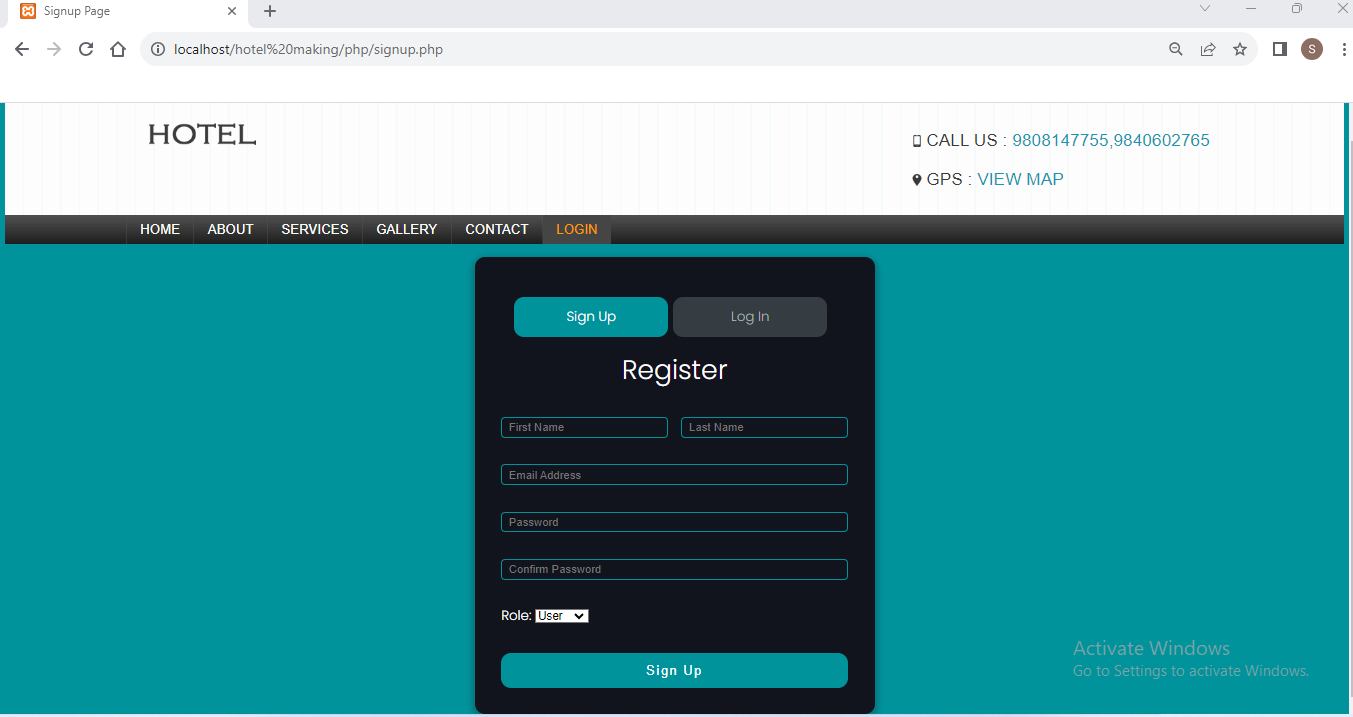 Signup Page
localhost/hotel%20making/php/signup.php
S
HOTEL
CALL US : 9808147755,9840602765
GPS : VIEW MAP
HOME ABOUT SERVICES GALLERY CONTACT LOGIN
Sign Up Log In
Register
First Name Last Name
Email Address
Password
Confirm Password
Role: User
Sign Up
Activate Windows
Go to Settings to activate Windows.